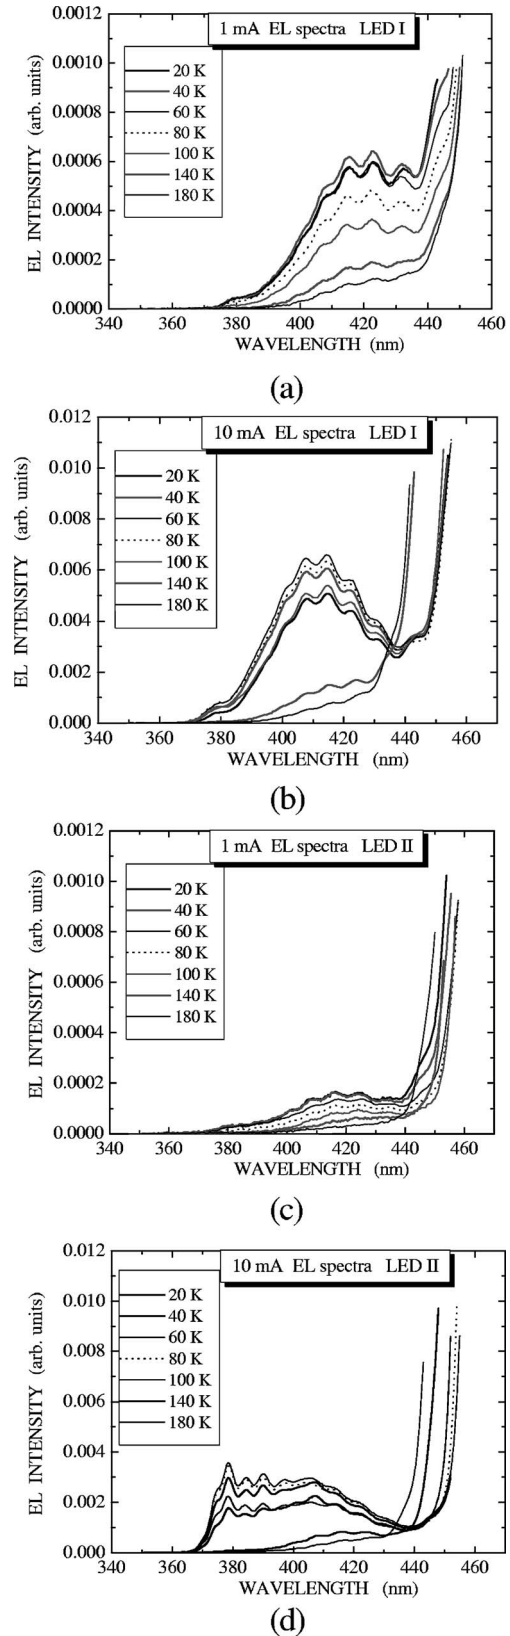 1 mA EL spectra LED I
EL INTENSITY (arb. units)
0.0012
0.0010
0.0008
0.0006
0.0004
0.0002
0.0000
20 K
40 K
60 K
80 K
100 K
140 K
180 K
340 360 380 400 420 440 460
WAVELENGTH (nm)
(a)
10 mA EL spectra LED I
EL INTENSITY (arb. units)
0.012
0.010
0.008
0.006
0.004
0.002
0.000
20 K
40 K
60 K
80 K
100 K
140 K
180 K
340 360 380 400 420 440 460
WAVELENGTH (nm)
(b)
1 mA EL spectra LED II
EL INTENSITY (arb. units)
0.0012
0.0010
0.0008
0.0006
0.0004
0.0002
0.0000
20 K
40 K
60 K
80 K
100 K
140 K
180 K
340 360 380 400 420 440 460
WAVELENGTH (nm)
(c)
10 mA EL spectra LED II
EL INTENSITY (arb. units)
0.012
0.010
0.008
0.006
0.004
0.002
0.000
20 K
40 K
60 K
80 K
100 K
140 K
180 K
340 360 380 400 420 440 460
WAVELENGTH (nm)
(d)